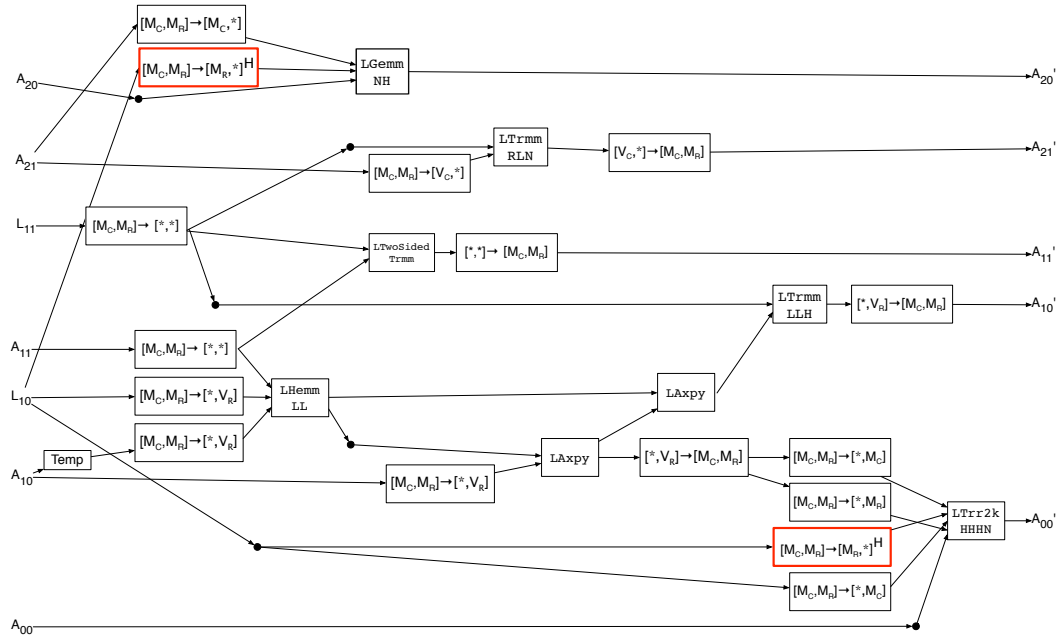 [M_C,M_R]→[M_C,*]
[M_C,M_R]→[M_R,*]^H
LGemm
NH
A_20
A_20'
A_21
[M_C,M_R]→[V_C,*]
LTrmm
RLN
[V_C,*]→[M_C,M_R]
A_21'
L_11
[M_C,M_R]→ [*,*]
LTwoSided
Trmm
[*,*]→ [M_C,M_R]
A_11'
LTrmm
LLH
[*,V_R]→[M_C,M_R]
A_10'
A_11
[M_C,M_R]→ [*,*]
L_10
[M_C,M_R]→[*,V_R]
LHemm
LL
LAxpy
[M_C,M_R]→[*,V_R]
Temp
A_10
[M_C,M_R]→[*,V_R]
LAxpy
[*,V_R]→[M_C,M_R]
[M_C,M_R]→[*,M_C]
[M_C,M_R]→[*,M_R]
LTrr2k
HHHN
A_00'
[M_C,M_R]→[M_R,*]^H
[M_C,M_R]→[*,M_C]
A_00